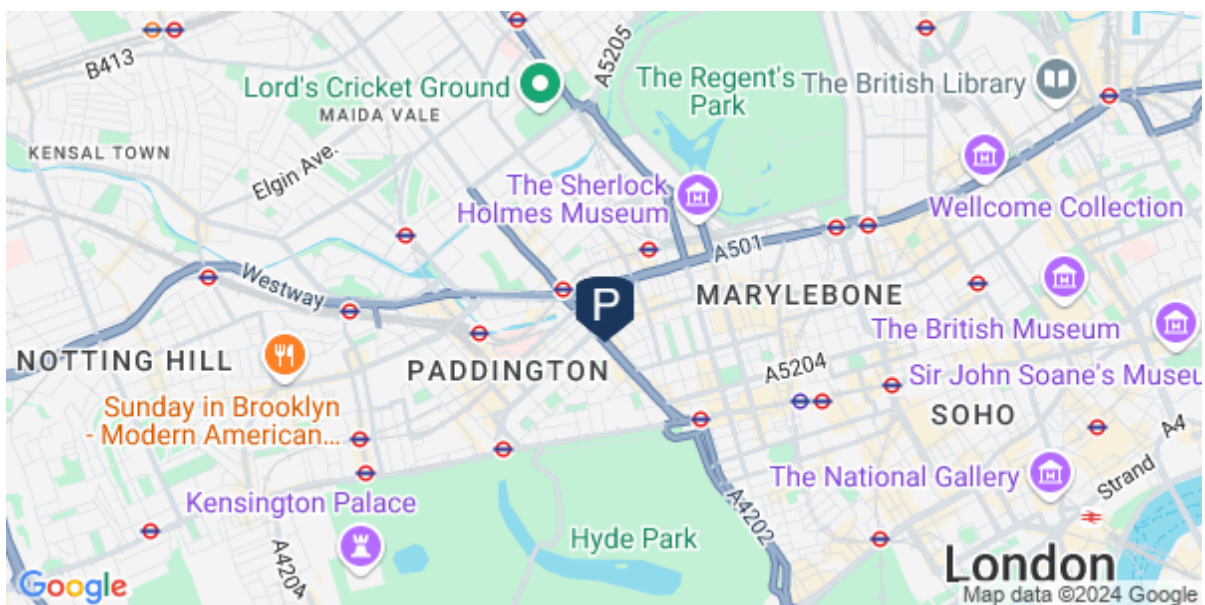 B413
A5205
Lord's Cricket Ground
MAIDA VALE
The Regent's
Park
The British Library
KENSAL TOWN
Elgin Ave.
The Sherlock
Holmes Museum
Wellcome Collection
A501
Westway
P
MARYLEBONE
The British Museum
NOTTING HILL
PADDINGTON
A5204
Sir John Soane's Museu
Sunday in Brooklyn
- Modern American...
SOHO
A4
The National Gallery
Strand
Kensington Palace
A4202
Hyde Park
A4204
London
Google
Map data ©2024 Google